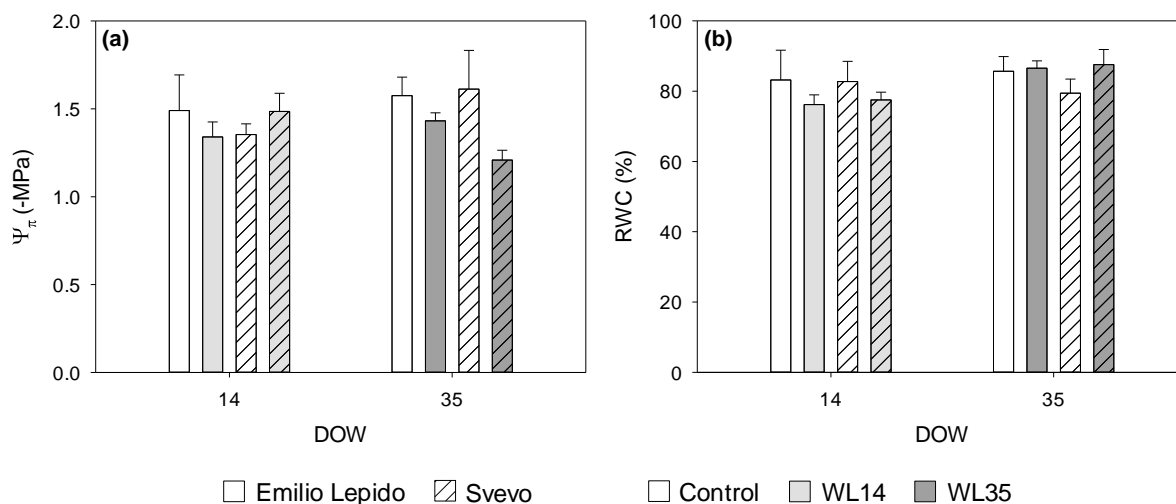 (a)
2.0
1.5
1.0
0.5
0.0
Ψπ (-MPa)
14 35
DOW
(b)
100
80
60
40
20
0
RWC (%)
14 35
DOW
Emilio Lepido Svevo Control WL14 WL35